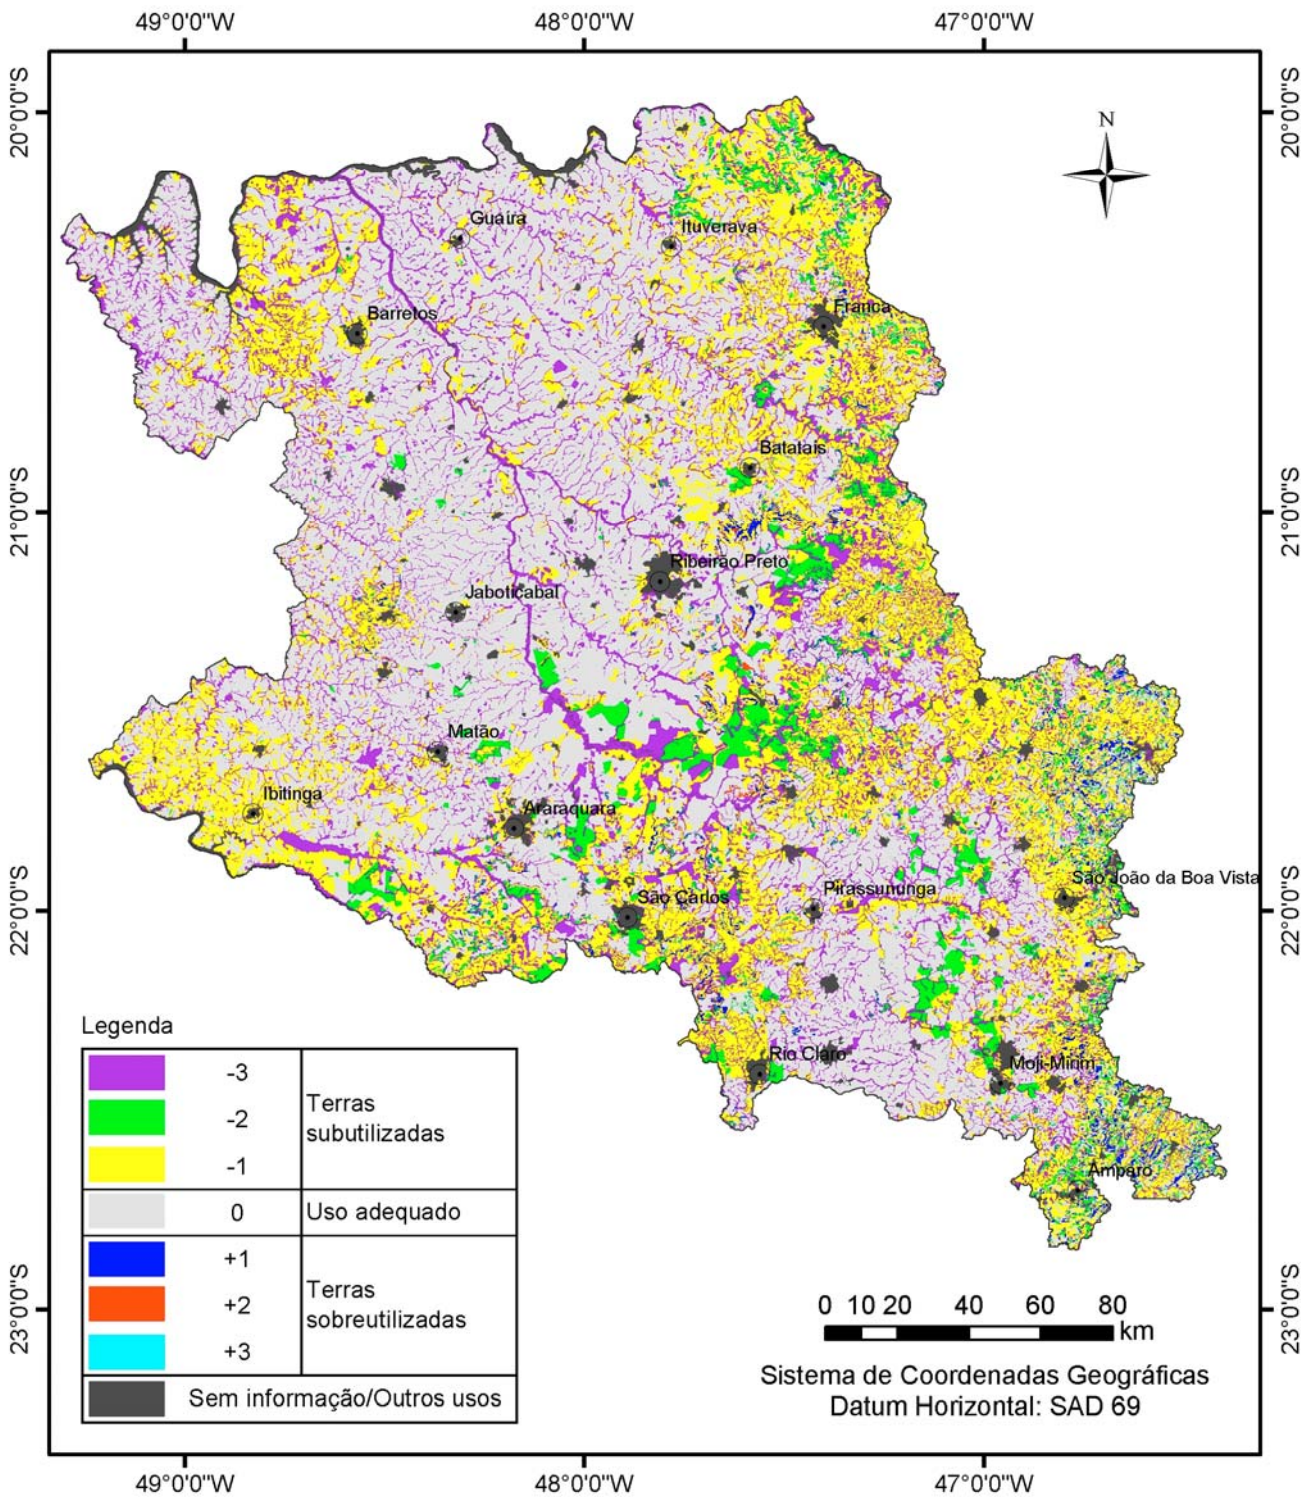 49°0'0"W 48°0'0"W 47°0'0"W
20°0'0"S 20°0'0"S
N
Guaíra
Ituverava
Barretos
Franca
Batatais
21°0'0"S 21°0'0"S
Ribeirão Preto
Jaboticabal
Matão
Ibitinga
Araraquara
São João da Boa Vista
Pirassununga
São Carlos
22°0'0"S 22°0'0"S
Rio Claro
Moji-Mirim
Amparo
Legenda
-3
-2
-1
Terras
subutilizadas
0 Uso adequado
+1
+2
+3
Terras
sobreutilizadas
Sem informação/Outros usos
0 10 20 40 60 80
km
23°0'0"S 23°0'0"S
Sistema de Coordenadas Geográficas
Datum Horizontal: SAD 69
49°0'0"W 48°0'0"W 47°0'0"W